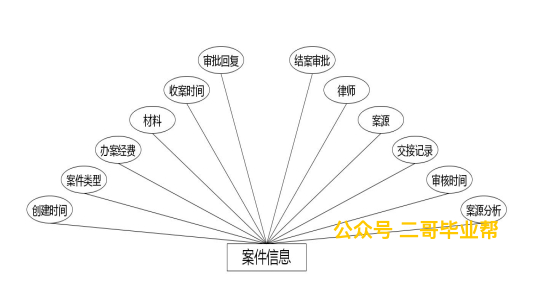 审批回复 结案审批
收案时间 律师
材料 案源
办案经费 交接记录
案件类型 审核时间
创建时间 案源分析
公众号 二哥毕业帮
案件信息